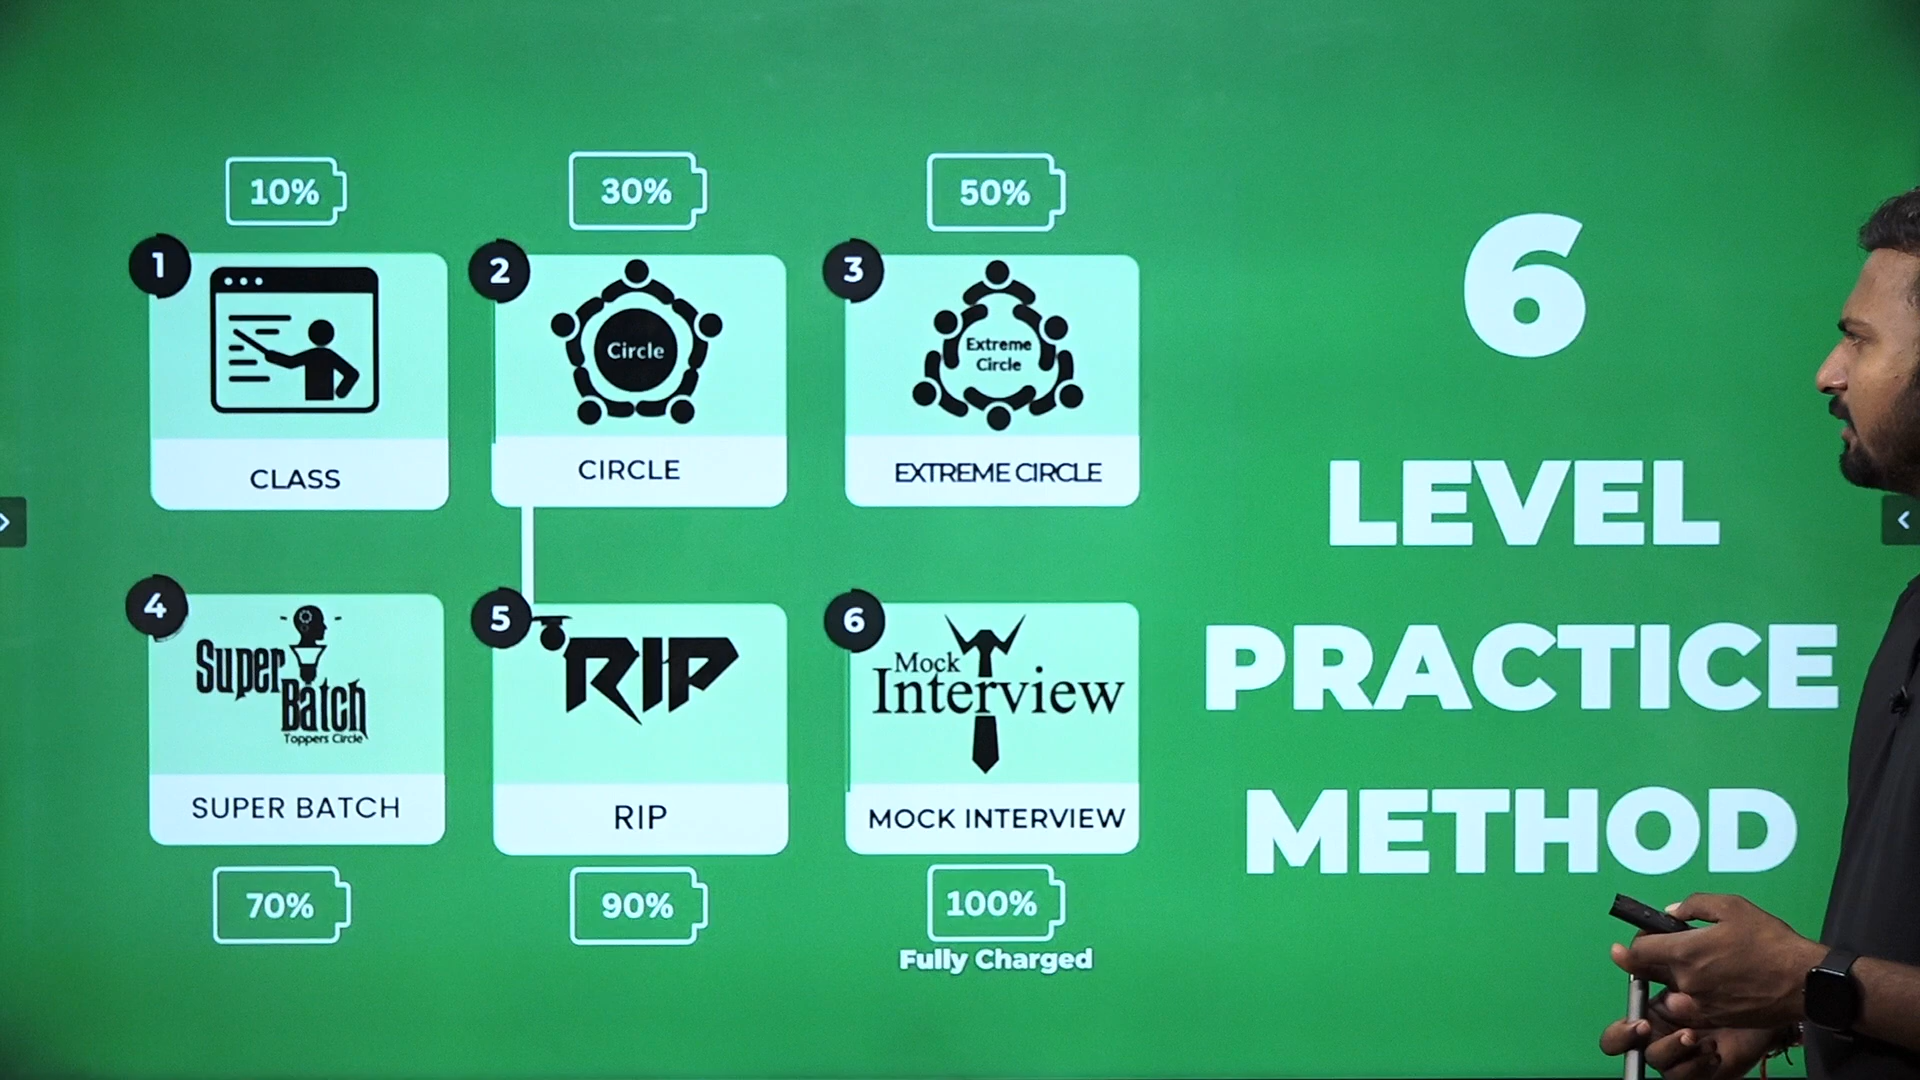 10%
30%
50%
1
2
3
Circle
Extreme
Circle
CLASS
CIRCLE
EXTREME CIRCLE
4
5
6
Super
Batch
Toppers Circle
RIP
Mock
Interview
SUPER BATCH
RIP
MOCK INTERVIEW
70%
90%
100%
Fully Charged
6
LEVEL
PRACTICE
METHOD